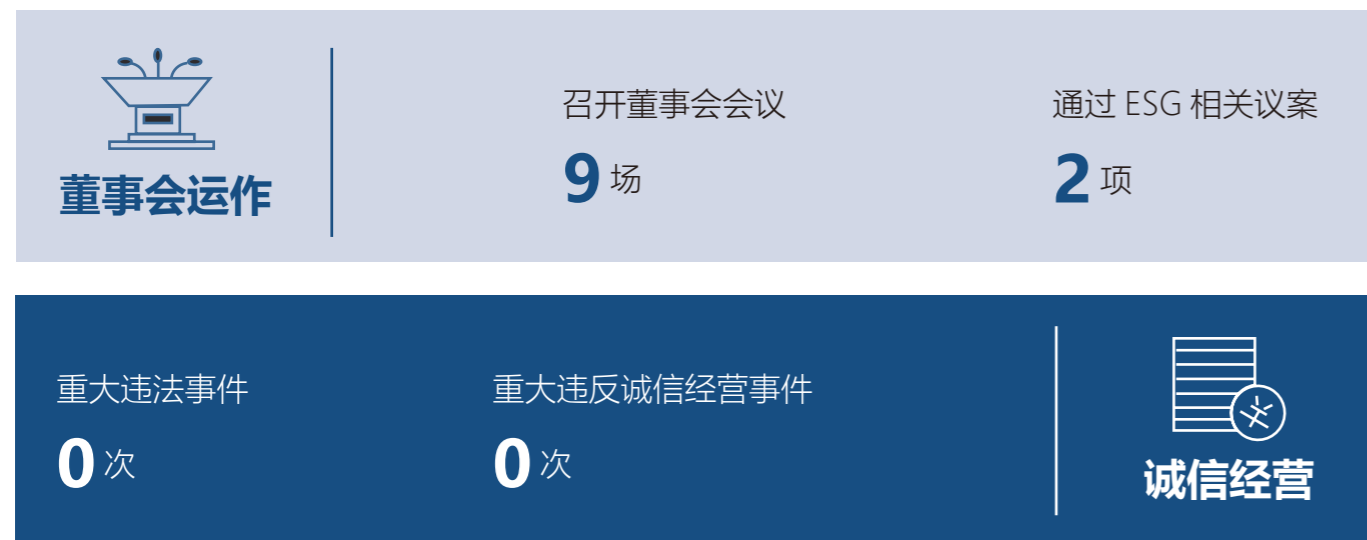 董事会运作
召开董事会会议
9 场
通过 ESG 相关议案
2 项
重大违法事件
0 次
重大违反诚信经营事件
0 次
诚信经营